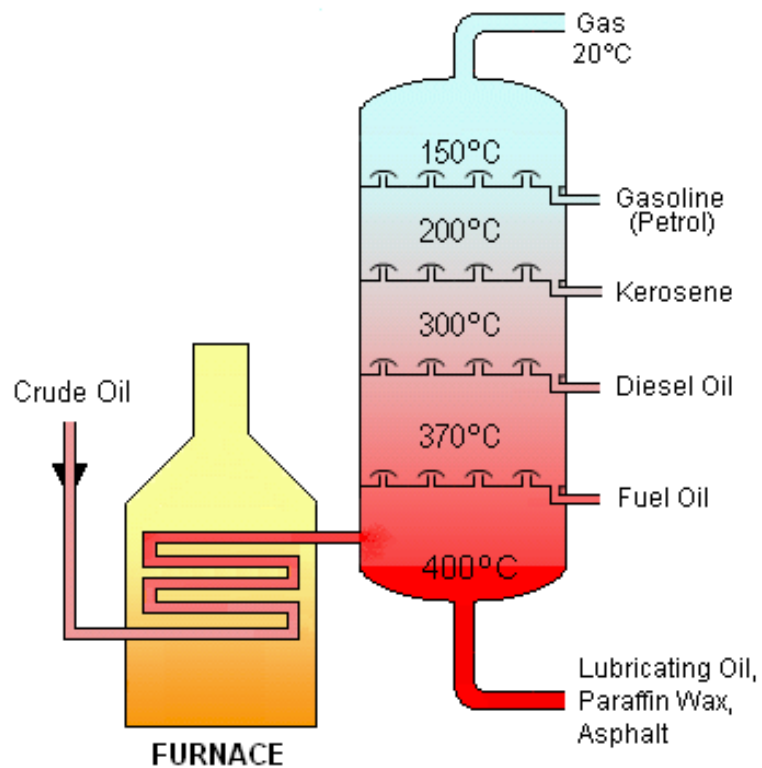 Gas
20°C
150°C
Gasoline
(Petrol)
200°C
Kerosene
300°C
Diesel Oil
Crude Oil
370°C
Fuel Oil
400°C
Lubricating Oil,
Paraffin Wax,
Asphalt
FURNACE